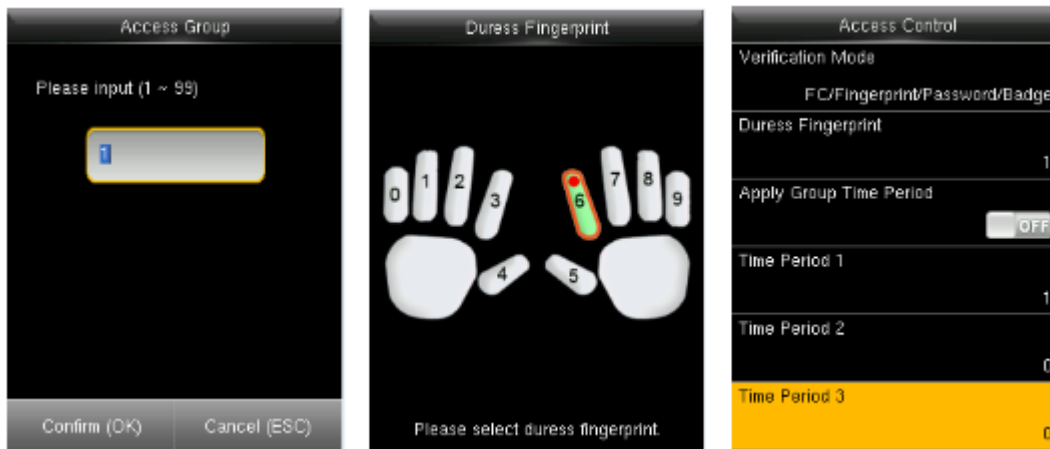 Access Group
Please input (1 ~ 99)
1
Confirm (OK) Cancel (ESC)
Duress Fingerprint
0 1 2 3 4 5 6 7 8 9
Please select duress fingerprint.
Access Control
Verification Mode
FC/Fingerprint/Password/Badge
Duress Fingerprint
1
Apply Group Time Period
OFF
Time Period 1
1
Time Period 2
0
Time Period 3
0